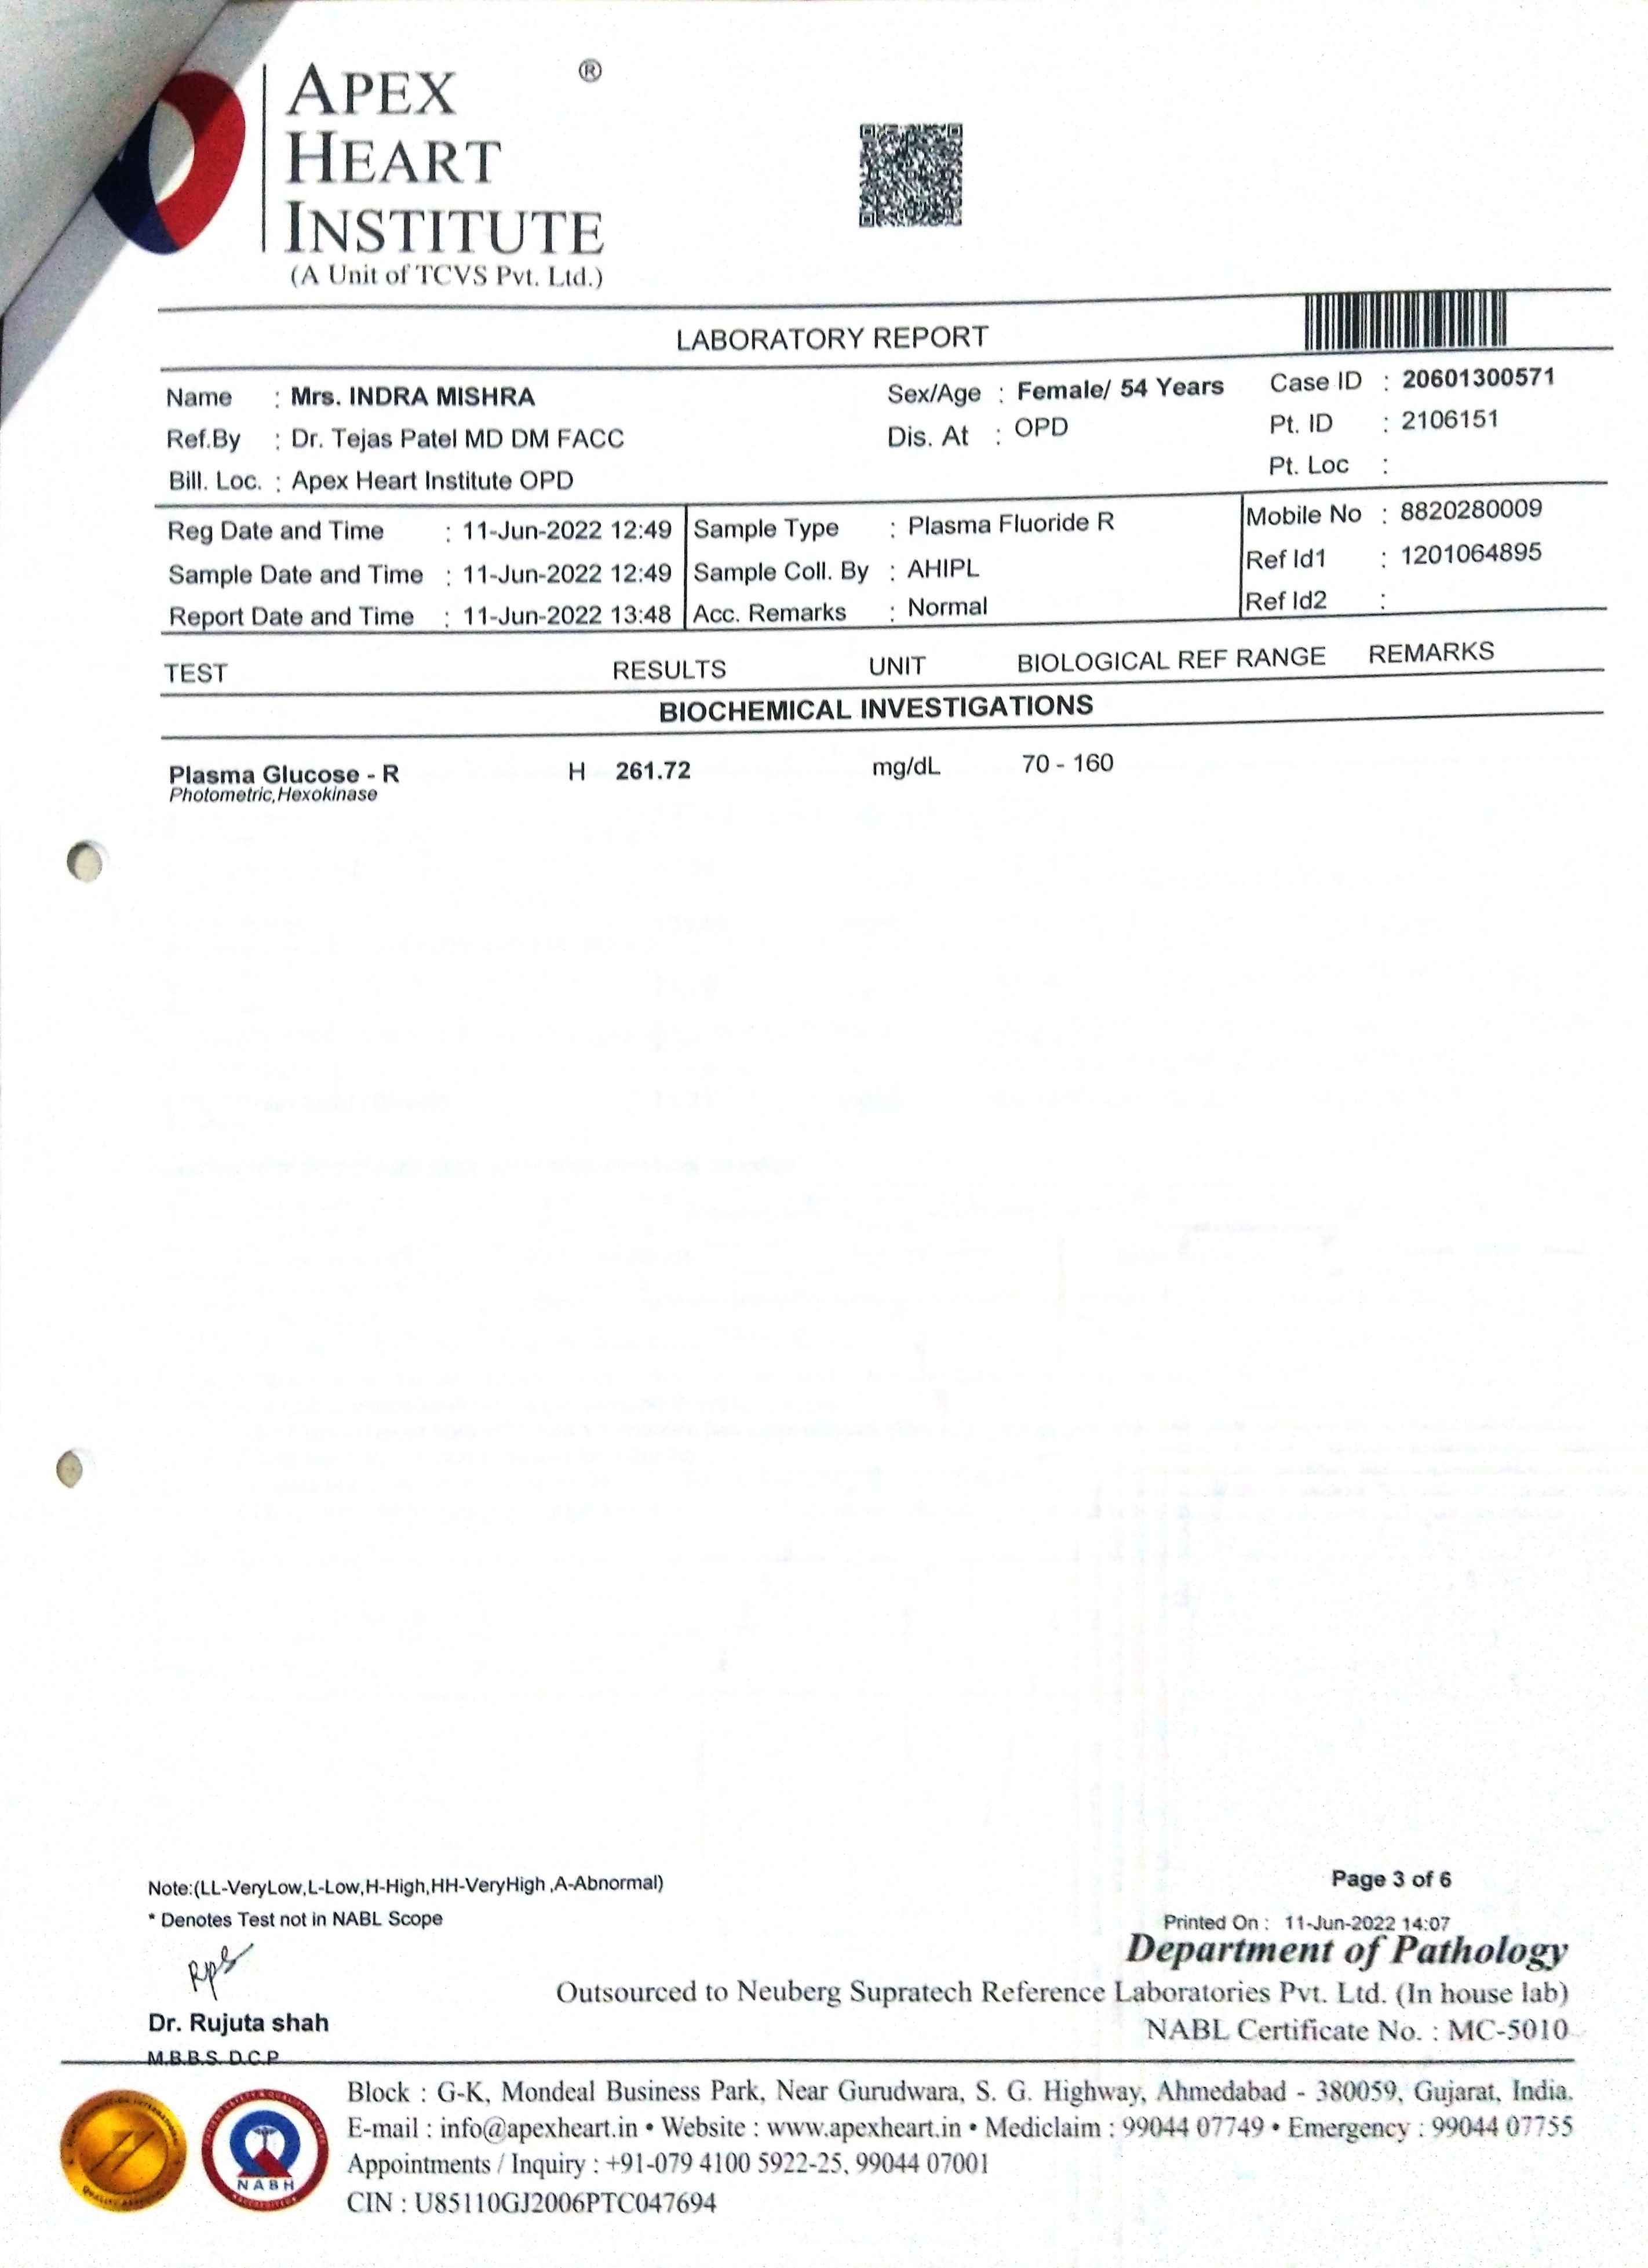 APEX ®
HEART
INSTITUTE
(A Unit of TCVS Pvt. Ltd.)
LABORATORY REPORT
Name : Mrs. INDRA MISHRA Sex/Age : Female/ 54 Years Case ID : 20601300571
Ref.By : Dr. Tejas Patel MD DM FACC Dis. At : OPD Pt. ID : 2106151
Bill. Loc. : Apex Heart Institute OPD Pt. Loc :
Reg Date and Time : 11-Jun-2022 12:49 Sample Type : Plasma Fluoride R Mobile No : 8820280009
Sample Date and Time : 11-Jun-2022 12:49 Sample Coll. By : AHIPL Ref Id1 : 1201064895
Report Date and Time : 11-Jun-2022 13:48 Acc. Remarks : Normal Ref Id2 :
TEST RESULTS UNIT BIOLOGICAL REF RANGE REMARKS
BIOCHEMICAL INVESTIGATIONS
Plasma Glucose - R H 261.72 mg/dL 70 - 160
Photometric,Hexokinase
Note:(LL-VeryLow,L-Low,H-High,HH-VeryHigh ,A-Abnormal) Page 3 of 6
* Denotes Test not in NABL Scope Printed On : 11-Jun-2022 14:07
Department of Pathology
Outsourced to Neuberg Supratech Reference Laboratories Pvt. Ltd. (In house lab)
Dr. Rujuta shah NABL Certificate No. : MC-5010
M.B.B.S. D.C.P
Block : G-K, Mondeal Business Park, Near Gurudwara, S. G. Highway, Ahmedabad - 380059, Gujarat, India.
E-mail : info@apexheart.in • Website : www.apexheart.in • Mediclaim : 99044 07749 • Emergency : 99044 07755
Appointments / Inquiry : +91-079 4100 5922-25, 99044 07001
CIN : U85110GJ2006PTC047694
NABH